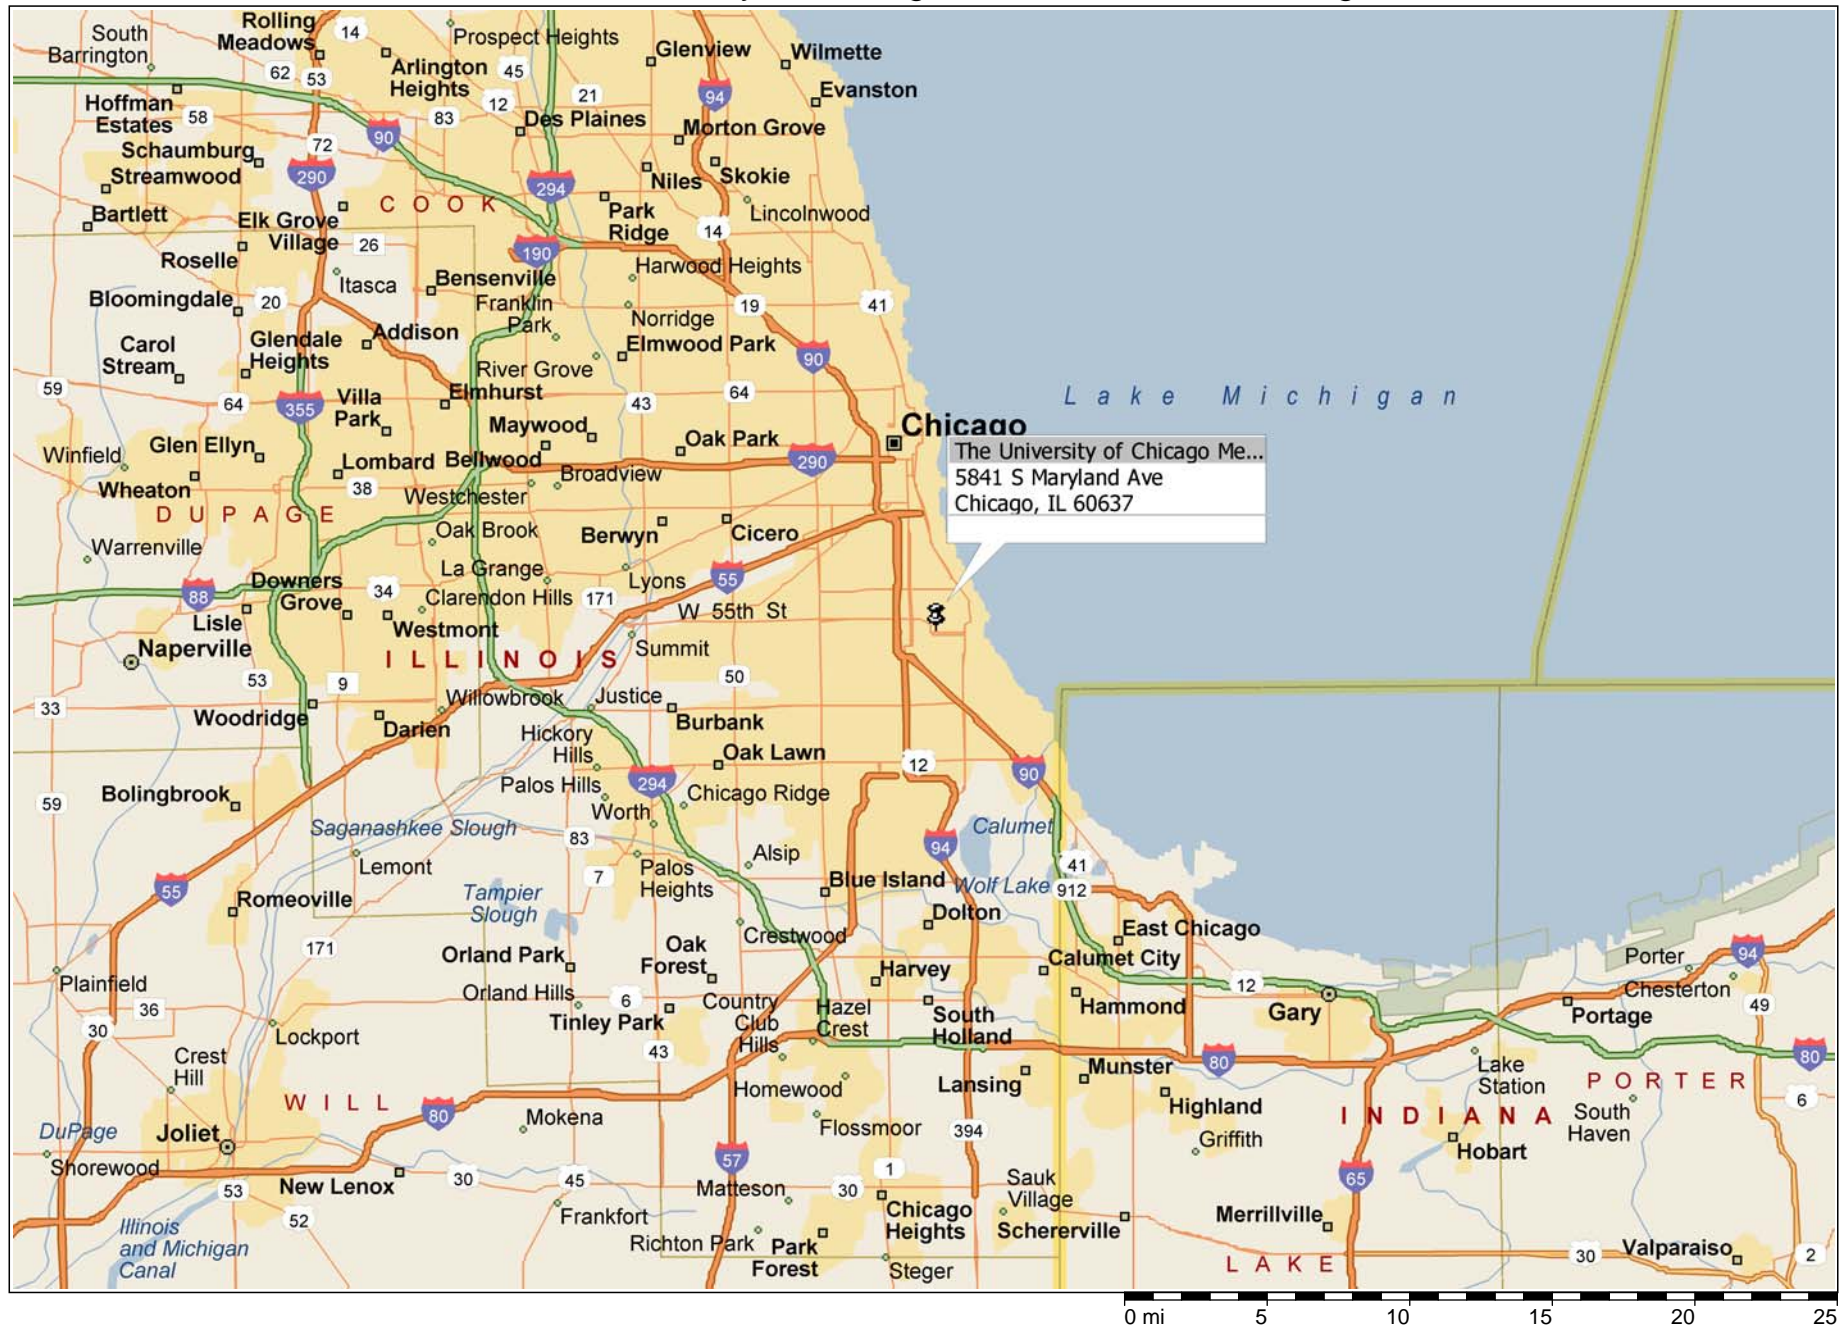 Rolling
Meadows
14
South
Barrington
Prospect Heights
Glenview
Wilmette
Arlington
Heights
45
62
53
94
Evanston
Hoffman
Estates
58
12
21
83
Des Plaines
Morton Grove
90
72
Schaumburg
290
294
Niles
Skokie
Streamwood
Bartlett
COOK
Park
Ridge
Lincolnwood
Elk Grove
Village
26
14
190
Roselle
Itasca
Bensenville
Harwood Heights
Bloomingdale
20
Franklin
Park
19
41
Norridge
Carol
Stream
Glendale
Heights
Addison
Elmwood Park
90
River Grove
59
64
355
Villa
Park
Elmhurst
43
64
Lake Michigan
Maywood
Chicago
Oak Park
The University of Chicago Me...
5841 S Maryland Ave
Chicago, IL 60637
Winfield
Glen Ellyn
Lombard
Bellwood
290
Broadview
Wheaton
38
Westchester
DUPAGE
Oak Brook
Berwyn
Cicero
Warrenville
La Grange
Lyons
55
88
Downers
Grove
34
Clarendon Hills
171
W 55th St
Lisle
Westmont
Naperville
ILLINOIS
Summit
53
9
50
33
Willowbrook
Justice
Woodridge
Darien
Burbank
Hickory
Hills
Oak Lawn
12
90
294
Palos Hills
Chicago Ridge
59
Bolingbrook
Worth
Saganashkee Slough
83
Calumet
94
Alsip
41
Lemont
Palos
Heights
7
Blue Island
Wolf Lake
912
55
Romeoville
Tampier
Slough
Dolton
East Chicago
171
Crestwood
Orland Park
Oak
Forest
Calumet City
94
Porter
Plainfield
Harvey
Chesterton
36
Orland Hills
6
Country
Club
Hills
Hazel
Crest
12
Hammond
Gary
49
Portage
30
Tinley Park
South
Holland
Lockport
43
80
80
Crest
Hill
Munster
Lake
Station
Homewood
Lansing
PORTER
WILL
80
Highland
6
Mokena
Flossmoor
394
INDIANA
South
Haven
DuPage
Joliet
Griffith
Hobart
Shorewood
57
1
65
New Lenox
30
45
Matteson
30
Sauk
Village
53
52
Frankfort
Chicago
Heights
Schererville
Merrillville
Illinois
and Michigan
Canal
Richton Park
Park
Forest
30
Valparaiso
2
LAKE
Steger
0 mi
5
10
15
20
25